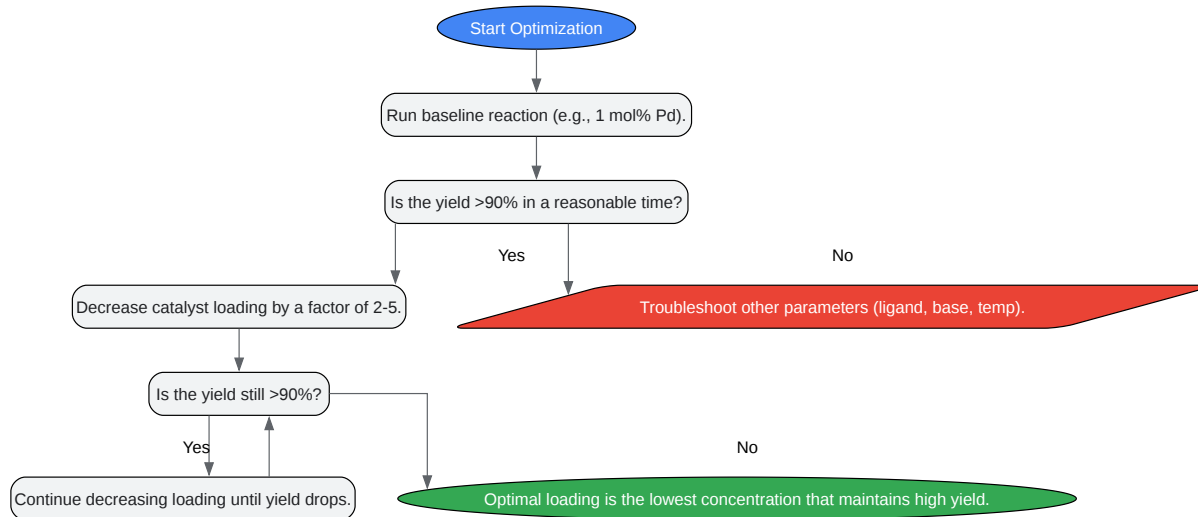 Start Optimization
Run baseline reaction (e.g., 1 mol% Pd).
Is the yield >90% in a reasonable time?
Yes
No
Decrease catalyst loading by a factor of 2-5.
Troubleshoot other parameters (ligand, base, temp).
Is the yield still >90%?
Yes
No
Continue decreasing loading until yield drops.
Optimal loading is the lowest concentration that maintains high yield.